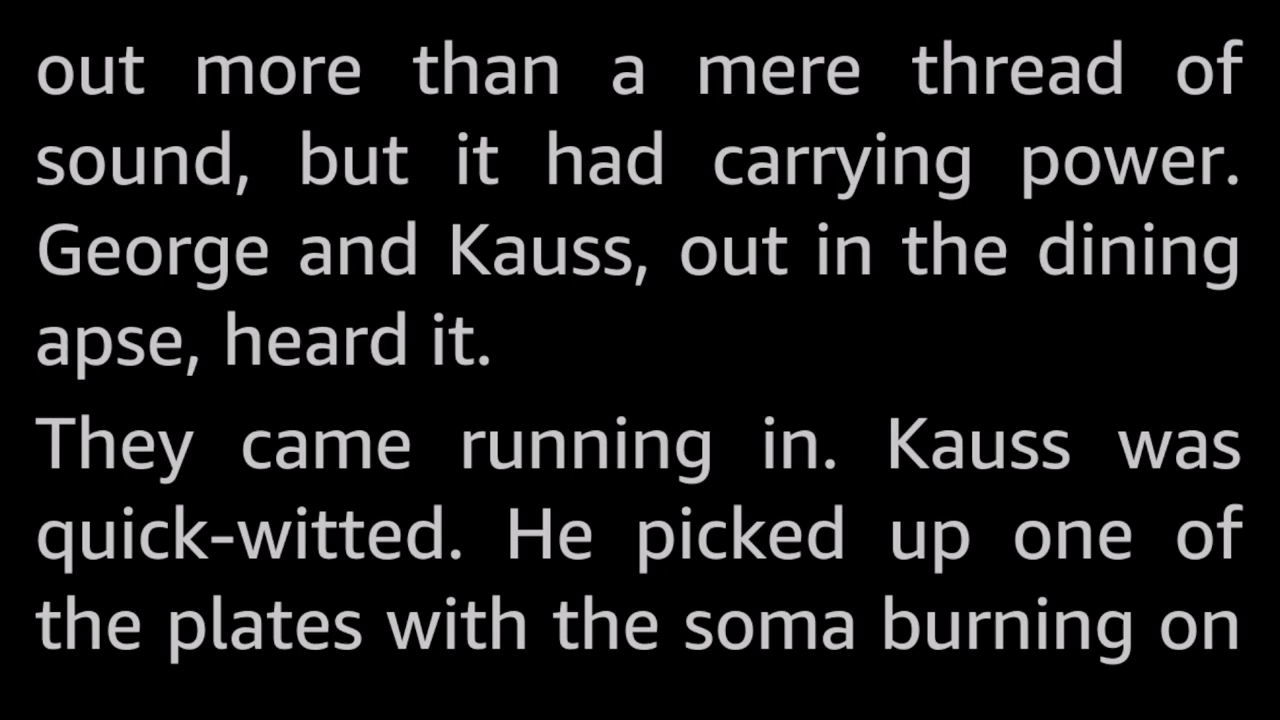 out more than a mere thread of
sound, but it had carrying power.
George and Kauss, out in the dining
apse, heard it.
They came running in. Kauss was
quick-witted. He picked up one of
the plates with the soma burning on